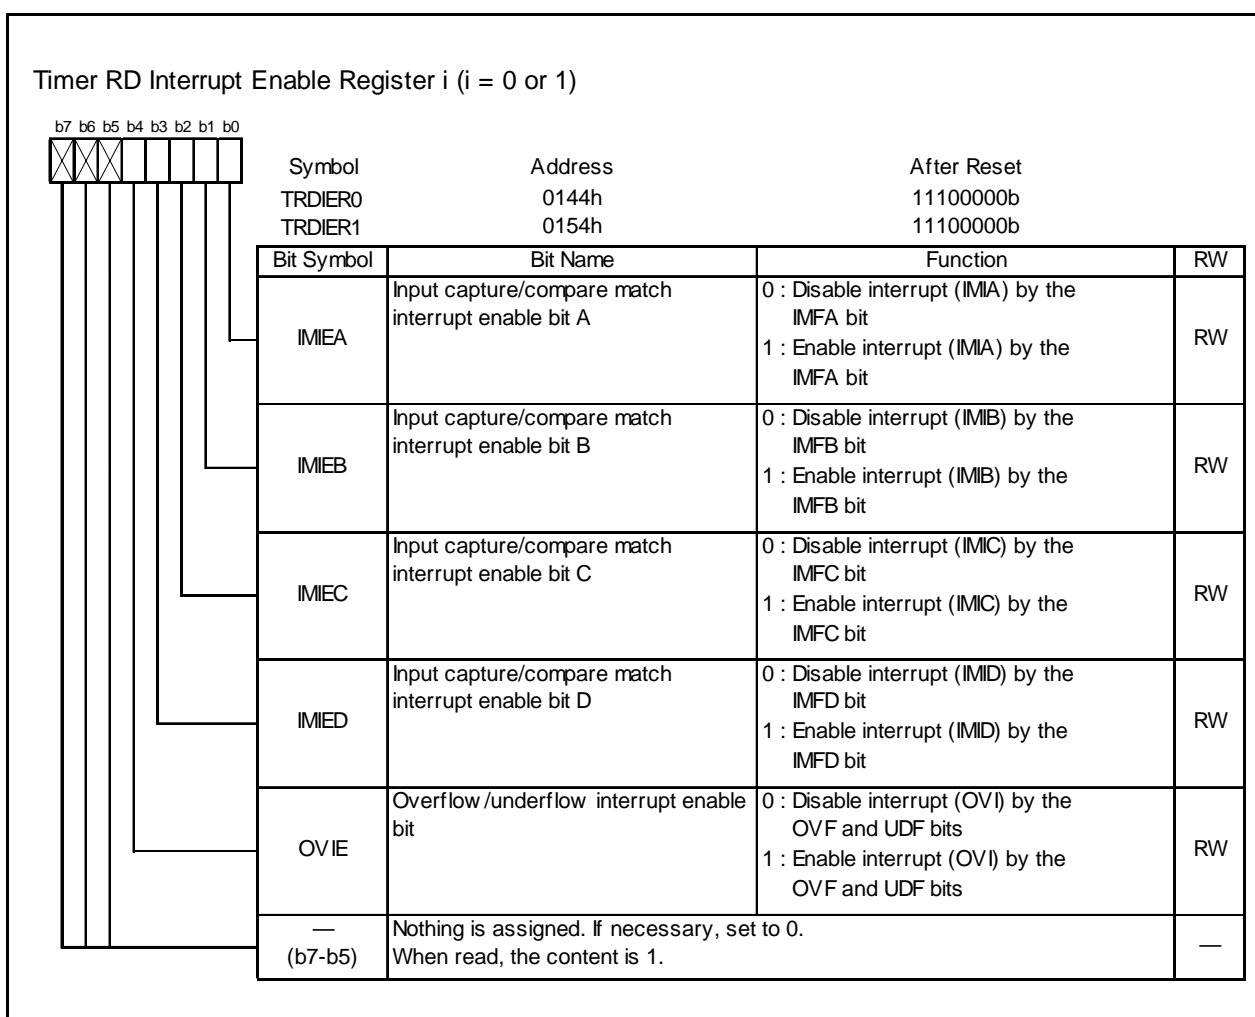 Timer RD Interrupt Enable Register i (i = 0 or 1)
b7 b6 b5 b4 b3 b2 b1 b0
Symbol Address After Reset
TRDIER0 0144h 11100000b
TRDIER1 0154h 11100000b
Bit Symbol Bit Name Function RW
IMIEA
Input capture/compare match
interrupt enable bit A
0 : Disable interrupt (IMIA) by the
IMFA bit
1 : Enable interrupt (IMIA) by the
IMFA bit
RW
IMIEB
Input capture/compare match
interrupt enable bit B
0 : Disable interrupt (IMIB) by the
IMFB bit
1 : Enable interrupt (IMIB) by the
IMFB bit
RW
IMIEC
Input capture/compare match
interrupt enable bit C
0 : Disable interrupt (IMIC) by the
IMFC bit
1 : Enable interrupt (IMIC) by the
IMFC bit
RW
IMIED
Input capture/compare match
interrupt enable bit D
0 : Disable interrupt (IMID) by the
IMFD bit
1 : Enable interrupt (IMID) by the
IMFD bit
RW
OVIE
Overflow/underflow interrupt enable
bit
0 : Disable interrupt (OVI) by the
OVF and UDF bits
1 : Enable interrupt (OVI) by the
OVF and UDF bits
RW
—
(b7-b5)
Nothing is assigned. If necessary, set to 0.
When read, the content is 1.
—